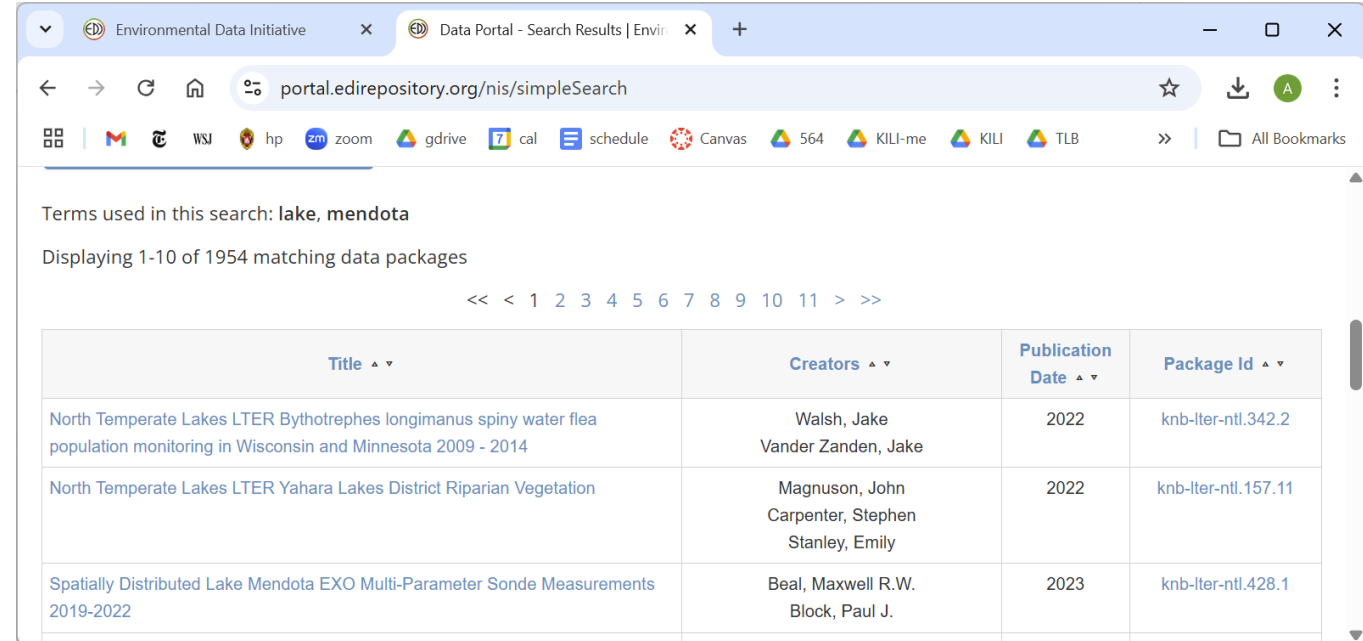 Environmental Data Initiative
Data Portal - Search Results | Envir
portal.edirepository.org/nis/simpleSearch
A
WSJ hp zm zoom gdrive 7 cal schedule Canvas 564 KILI-me KILI TLB >> All Bookmarks
Terms used in this search: lake, mendota
Displaying 1-10 of 1954 matching data packages
<< < 1 2 3 4 5 6 7 8 9 10 11 > >>
Title Creators Publication Date Package Id
North Temperate Lakes LTER Bythotrephes longimanus spiny water flea
population monitoring in Wisconsin and Minnesota 2009 - 2014
Walsh, Jake
Vander Zanden, Jake
2022
knb-lter-ntl.342.2
North Temperate Lakes LTER Yahara Lakes District Riparian Vegetation
Magnuson, John
Carpenter, Stephen
Stanley, Emily
2022
knb-lter-ntl.157.11
Spatially Distributed Lake Mendota EXO Multi-Parameter Sonde Measurements
2019-2022
Beal, Maxwell R.W.
Block, Paul J.
2023
knb-lter-ntl.428.1